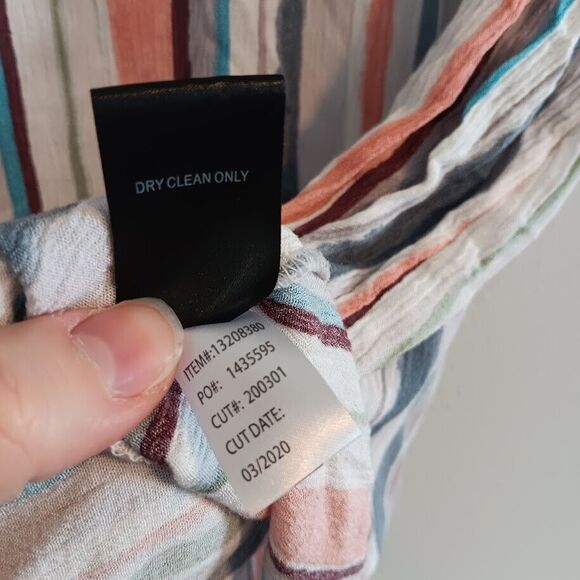 DRY CLEAN ONLY
ITEM#:13208380
PO#: 1435595
CUT#: 200301
CUT DATE:
03/2020